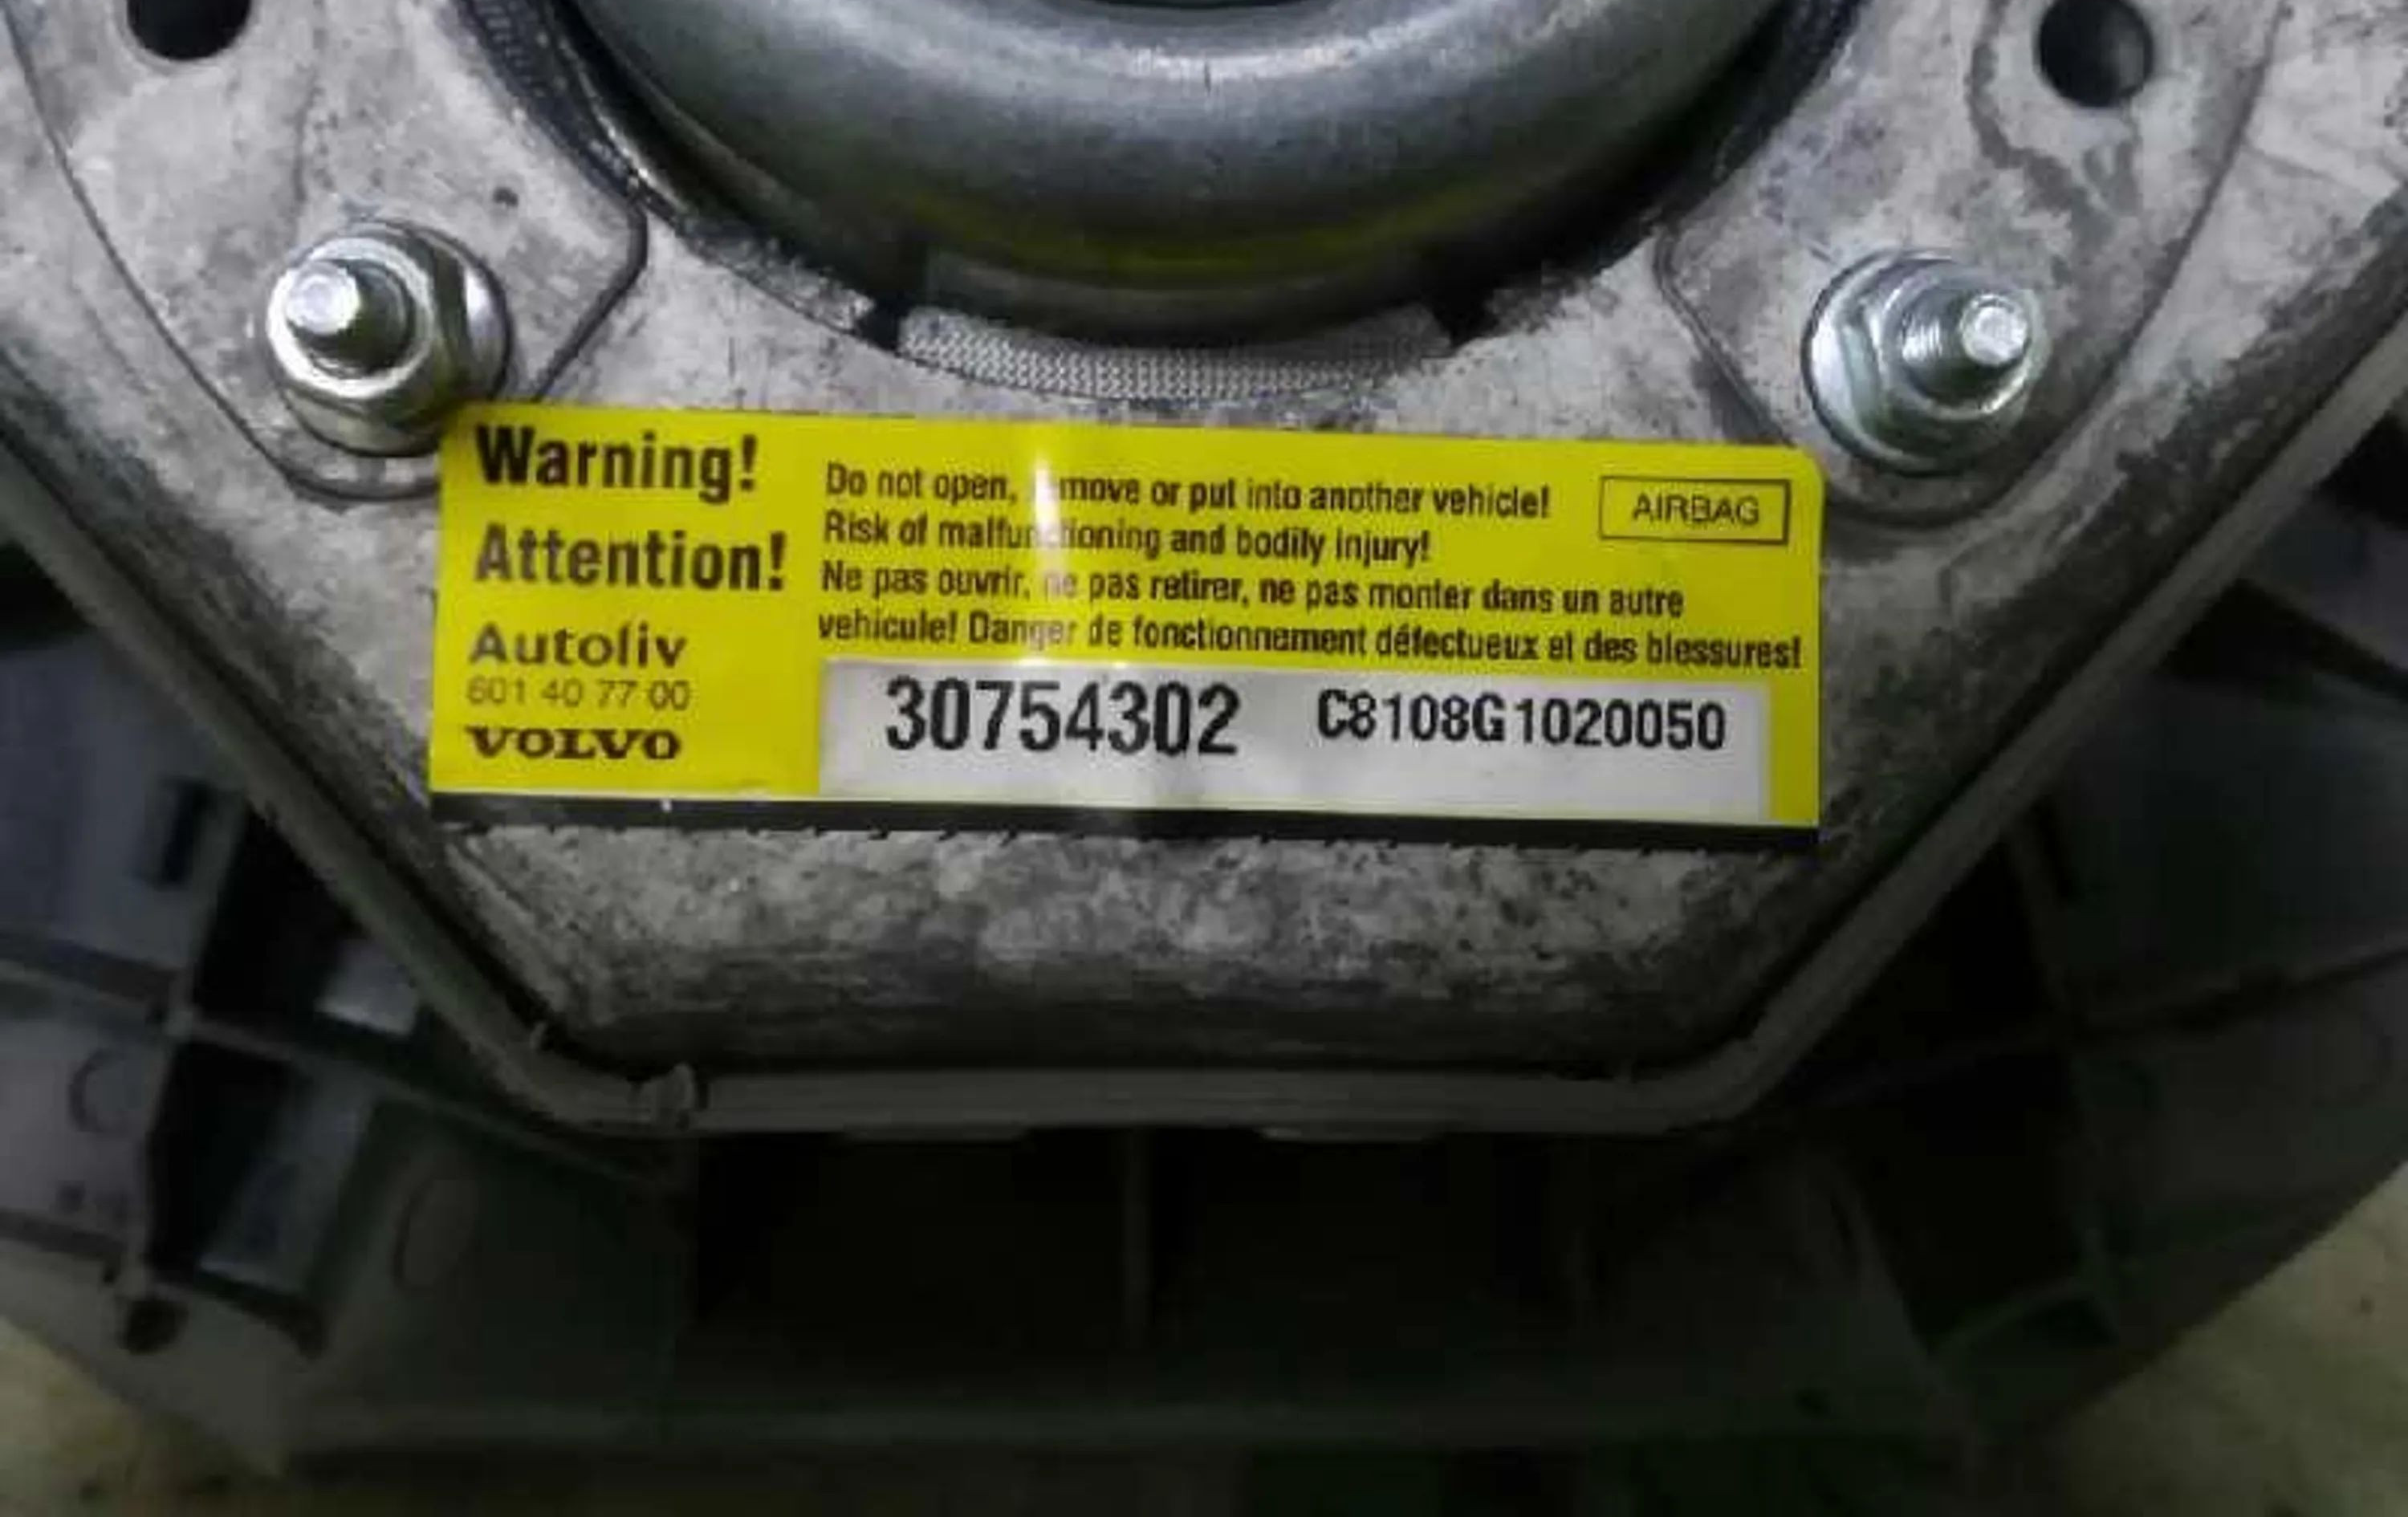 Warning!
Attention!
Autoliv
601 40 77 00
VOLVO
Do not open, move or put into another vehicle!
Risk of malfunctioning and bodily injury!
Ne pas ouvrir, ne pas retirer, ne pas monter dans un autre
vehicule! Danger de fonctionnement défectueux et des blessures!
AIRBAG
30754302 C8108G1020050